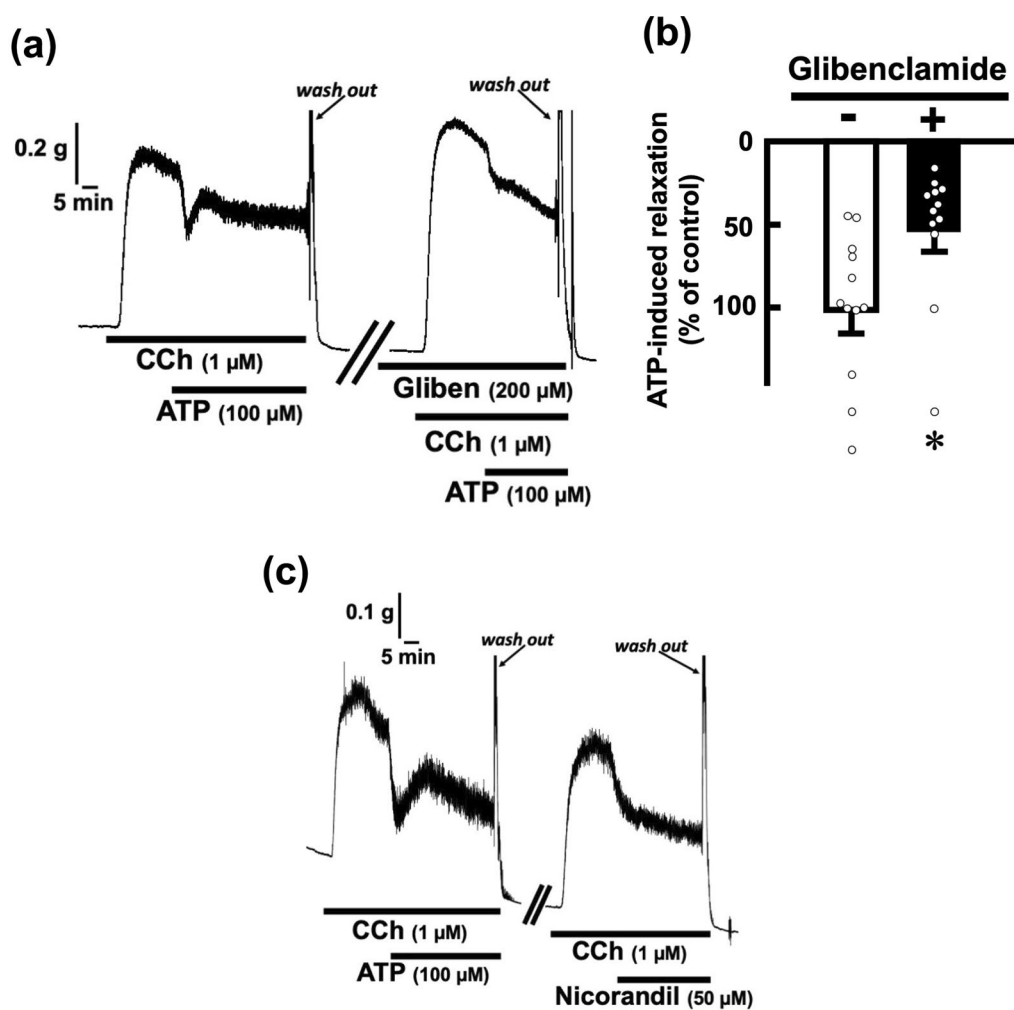 (a)
wash out
wash out
0.2 g
5 min
CCh (1 µM)
ATP (100 µM)
Gliben (200 µM)
CCh (1 µM)
ATP (100 µM)
(b)
Glibenclamide
- +
0
50
100
ATP-induced relaxation
(% of control)
*
(c)
0.1 g
5 min
wash out
wash out
CCh (1 µM)
ATP (100 µM)
CCh (1 µM)
Nicorandil (50 µM)